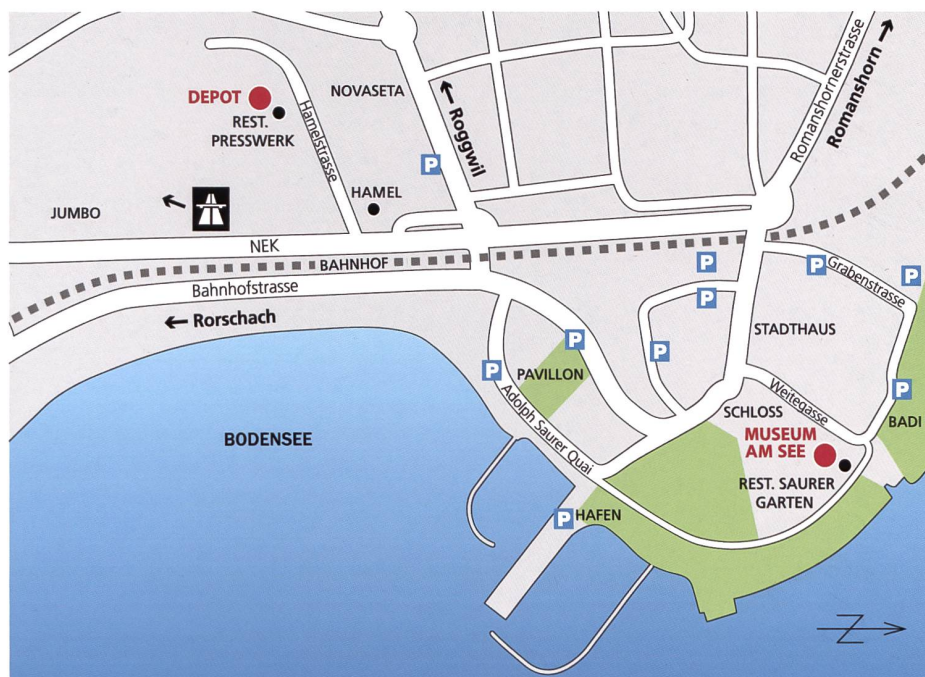 DEPOT
REST.
PRESSWERK
Hamelstrasse
NOVASETA
P
Roggwil
Romanshornerstrasse
Romanshorn
JUMBO
HAMEL
NEK
BAHNHOF
Bahnhofstrasse
Rorschach
P
P
P
P
Grabenstrasse
STADTHAUS
P
P
P
PAVILLON
P
Adolph Saurer Quai
SCHLOSS
Weitegasse
P
BADI
MUSEUM
AM SEE
REST. SAURER
GARTEN
BODENSEE
P
HAFEN
N